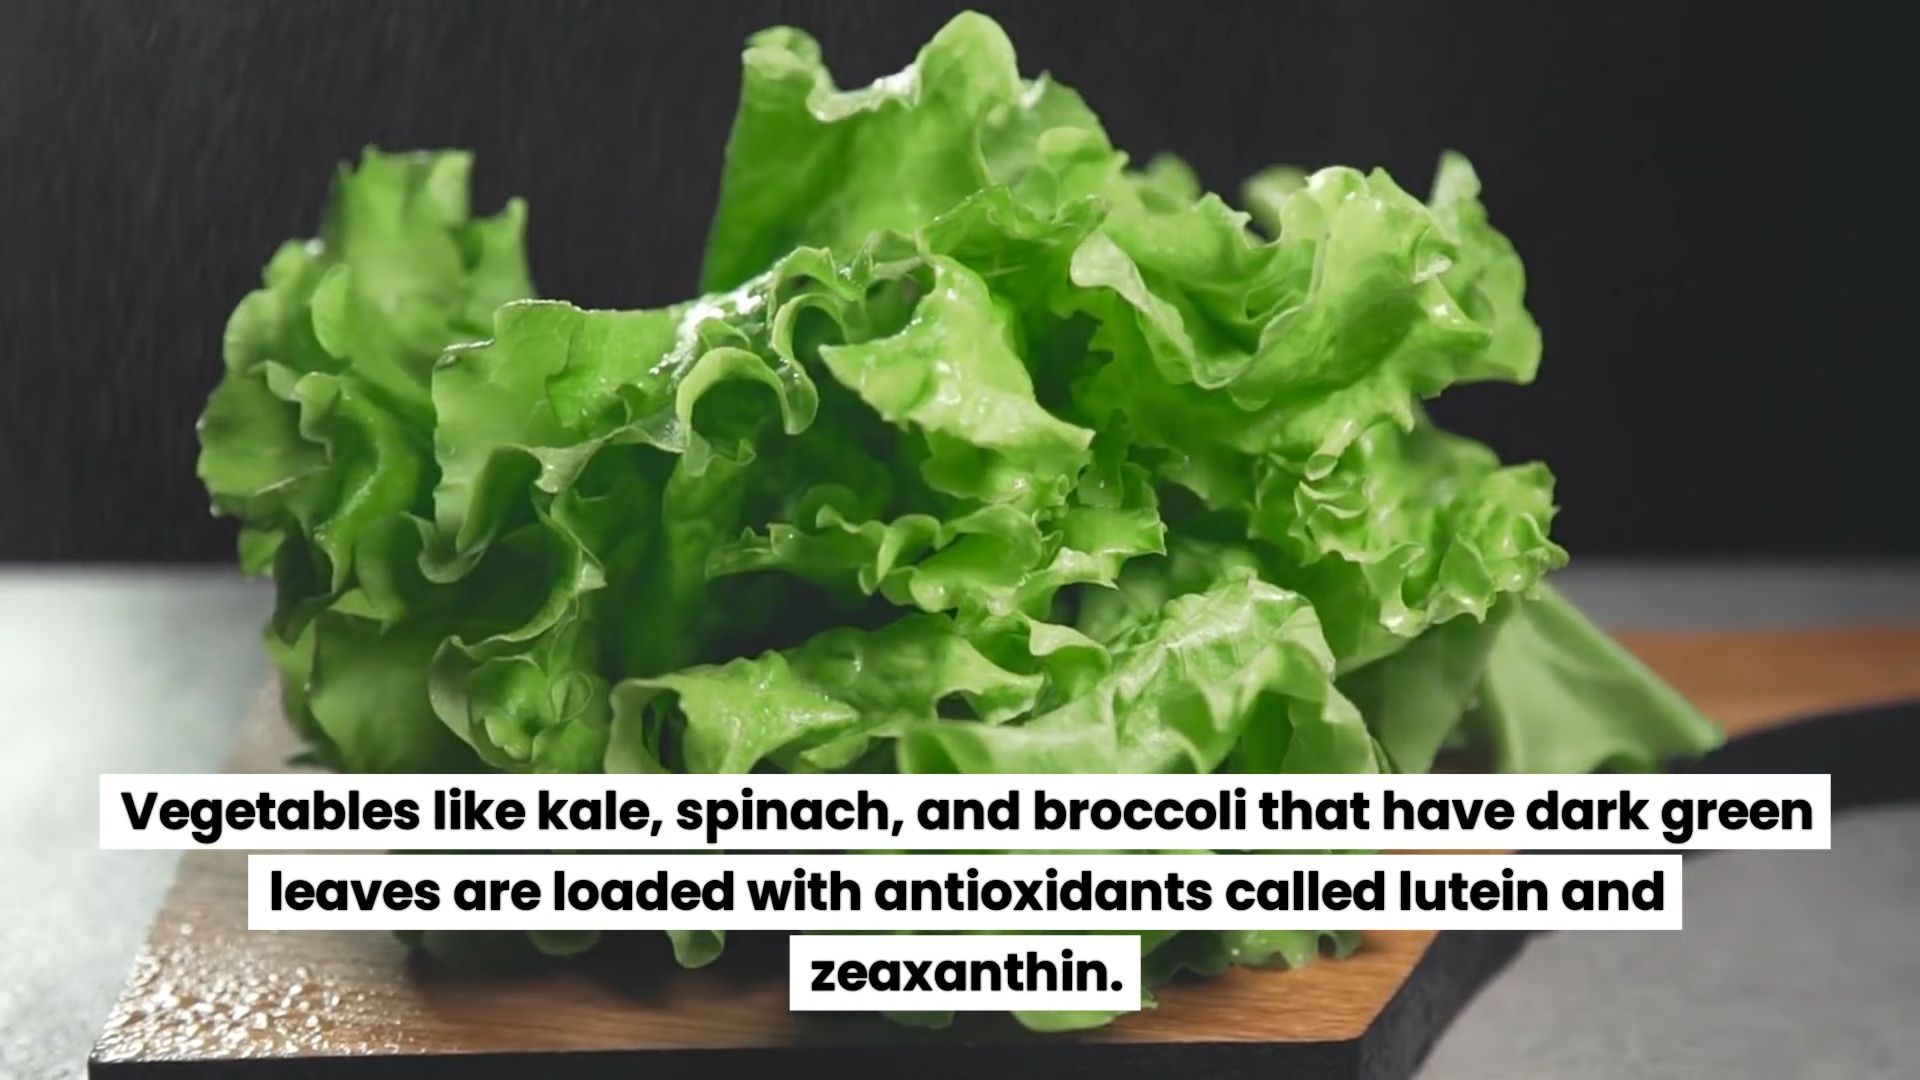 Vegetables like kale, spinach, and broccoli that have dark green
leaves are loaded with antioxidants called lutein and
zeaxanthin.